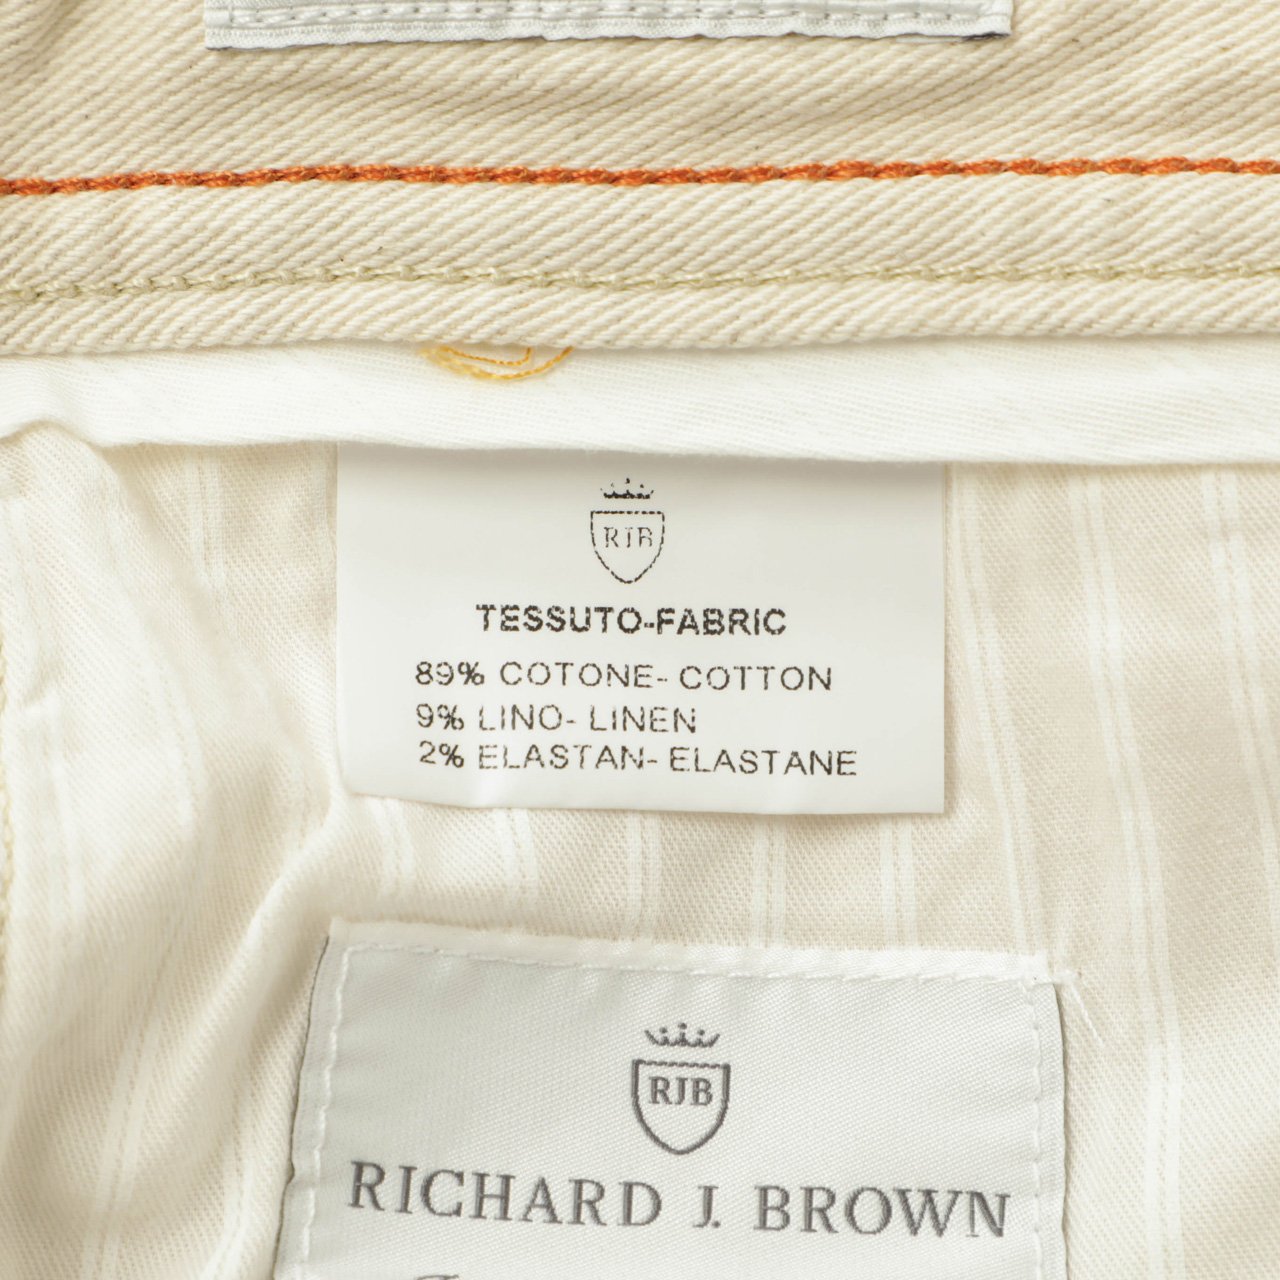 RJB
TESSUTO-FABRIC
89% COTONE- COTTON
9% LINO- LINEN
2% ELASTAN- ELASTANE
RJB
RICHARD J. BROWN